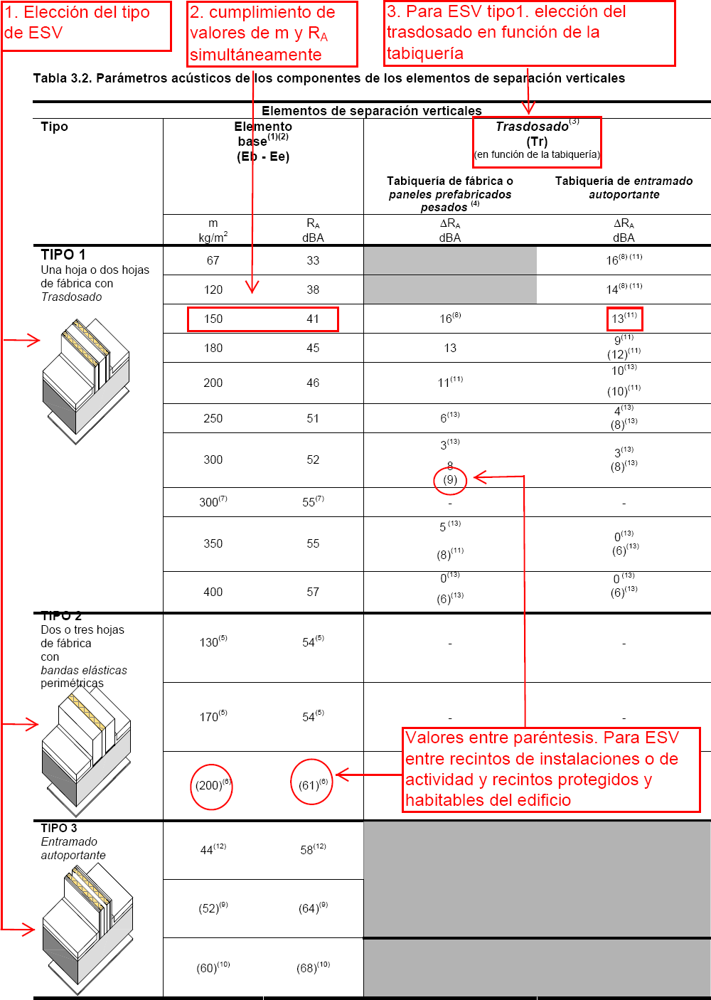 1. Elección del tipo
de ESV
2. cumplimiento de
valores de m y RA
simultáneamente
3. Para ESV tipo1. elección del
trasdosado en función de la
tabiquería
Tabla 3.2. Parámetros acústicos de los componentes de los elementos de separación verticales
Elementos de separación verticales
Tipo
Elemento
base(1)(2)
(Eb - Ee)
Trasdosado(3)
(Tr)
(en función de la tabiquería)
Tabiquería de fábrica o
paneles prefabricados
pesados (4)
Tabiquería de entramado
autoportante
m
kg/m2
RA
dBA
ΔRA
dBA
ΔRA
dBA
TIPO 1
Una hoja o dos hojas
de fábrica con
Trasdosado
67 33 16(8) (11)
120 38 14(8) (11)
150 41 16(8) 13(11)
180 45 13 9(11)
(12)(11)
200 46 11(11) 10(13)
(10)(11)
250 51 6(13) 4(13)
(8)(13)
300 52 3(13)
8
(9)
3(13)
(8)(13)
300(7) 55(7) - -
350 55 5 (13)
(8)(11)
0(13)
(6)(13)
400 57 0(13)
(6)(13)
0 (13)
(6)(13)
TIPO 2
Dos o tres hojas
de fábrica
con
bandas elásticas
perimétricas
130(5) 54(5) - -
170(5) 54(5) - -
(200)(6) (61)(6)
Valores entre paréntesis. Para ESV
entre recintos de instalaciones o de
actividad y recintos protegidos y
habitables del edificio
TIPO 3
Entramado
autoportante
44(12) 58(12)
(52)(9) (64)(9)
(60)(10) (68)(10)